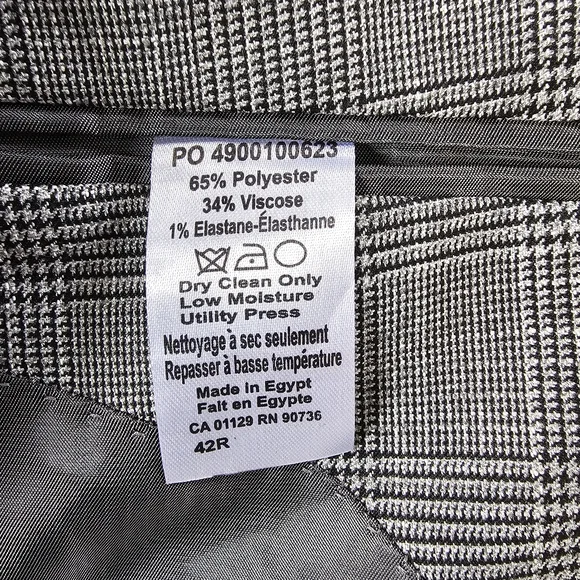 PO 4900100623
65% Polyester
34% Viscose
1% Elastane-Élasthanne
Dry Clean Only
Low Moisture
Utility Press
Nettoyage à sec seulement
Repasser à basse température
Made in Egypt
Fait en Egypte
CA 01129 RN 90736
42R